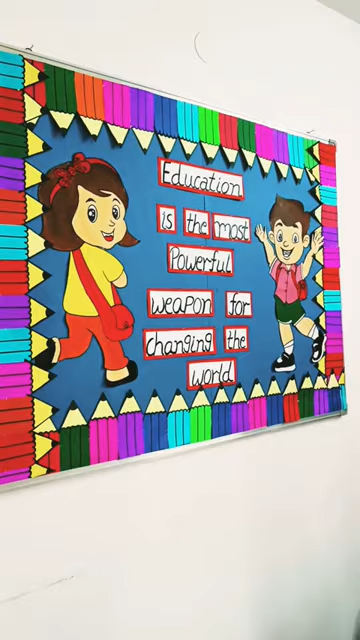 Education
is the most
Powerful
weapon for
changing the
world